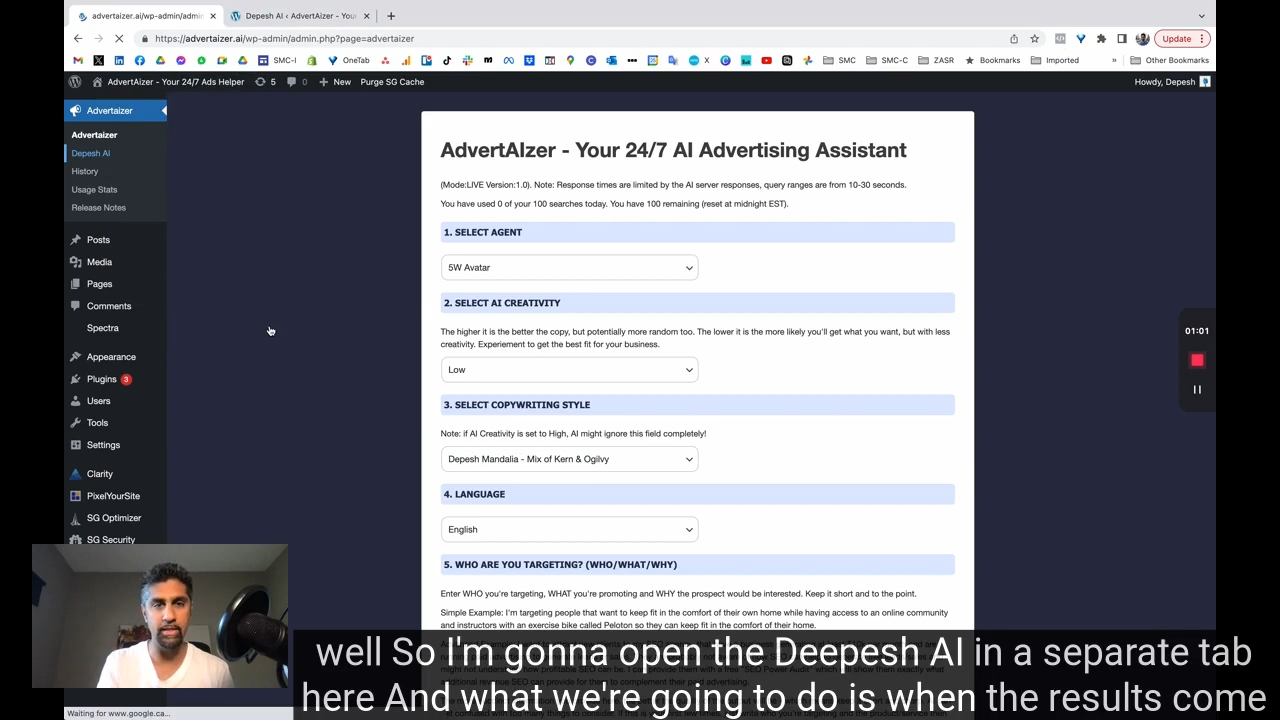 advertaizer.ai/wp-admin/admin
Depesh AI ‹ AdvertAIzer - You
https://advertaizer.ai/wp-admin/admin.php?page=advertaizer
Update
SMC-I
OneTab
X
SMC
SMC-C
ZASR
Bookmarks
Imported
»
Other Bookmarks
AdvertAIzer - Your 24/7 Ads Helper
5
0
New
Purge SG Cache
Howdy, Depesh
Advertaizer
Advertaizer
Depesh AI
History
Usage Stats
Release Notes
Posts
Media
Pages
Comments
Spectra
Appearance
Plugins 3
Users
Tools
Settings
Clarity
PixelYourSite
SG Optimizer
SG Security
AdvertAIzer - Your 24/7 AI Advertising Assistant
(Mode:LIVE Version:1.0). Note: Response times are limited by the AI server responses, query ranges are from 10-30 seconds.
You have used 0 of your 100 searches today. You have 100 remaining (reset at midnight EST).
1. SELECT AGENT
5W Avatar
2. SELECT AI CREATIVITY
The higher it is the better the copy, but potentially more random too. The lower it is the more likely you'll get what you want, but with less
creativity. Experiement to get the best fit for your business.
Low
3. SELECT COPYWRITING STYLE
Note: if AI Creativity is set to High, AI might ignore this field completely!
Depesh Mandalia - Mix of Kern & Ogilvy
4. LANGUAGE
English
5. WHO ARE YOU TARGETING? (WHO/WHAT/WHY)
Enter WHO you're targeting, WHAT you're promoting and WHY the prospect would be interested. Keep it short and to the point.
Simple Example: I'm targeting people that want to keep fit in the comfort of their own home while having access to an online community
and instructors with an exercise bike called Peloton so they can keep fit in the comfort of their home.
01:01
well So I'm gonna open the Deepesh AI in a separate tab
here And what we're going to do is when the results come
Waiting for www.google.ca...